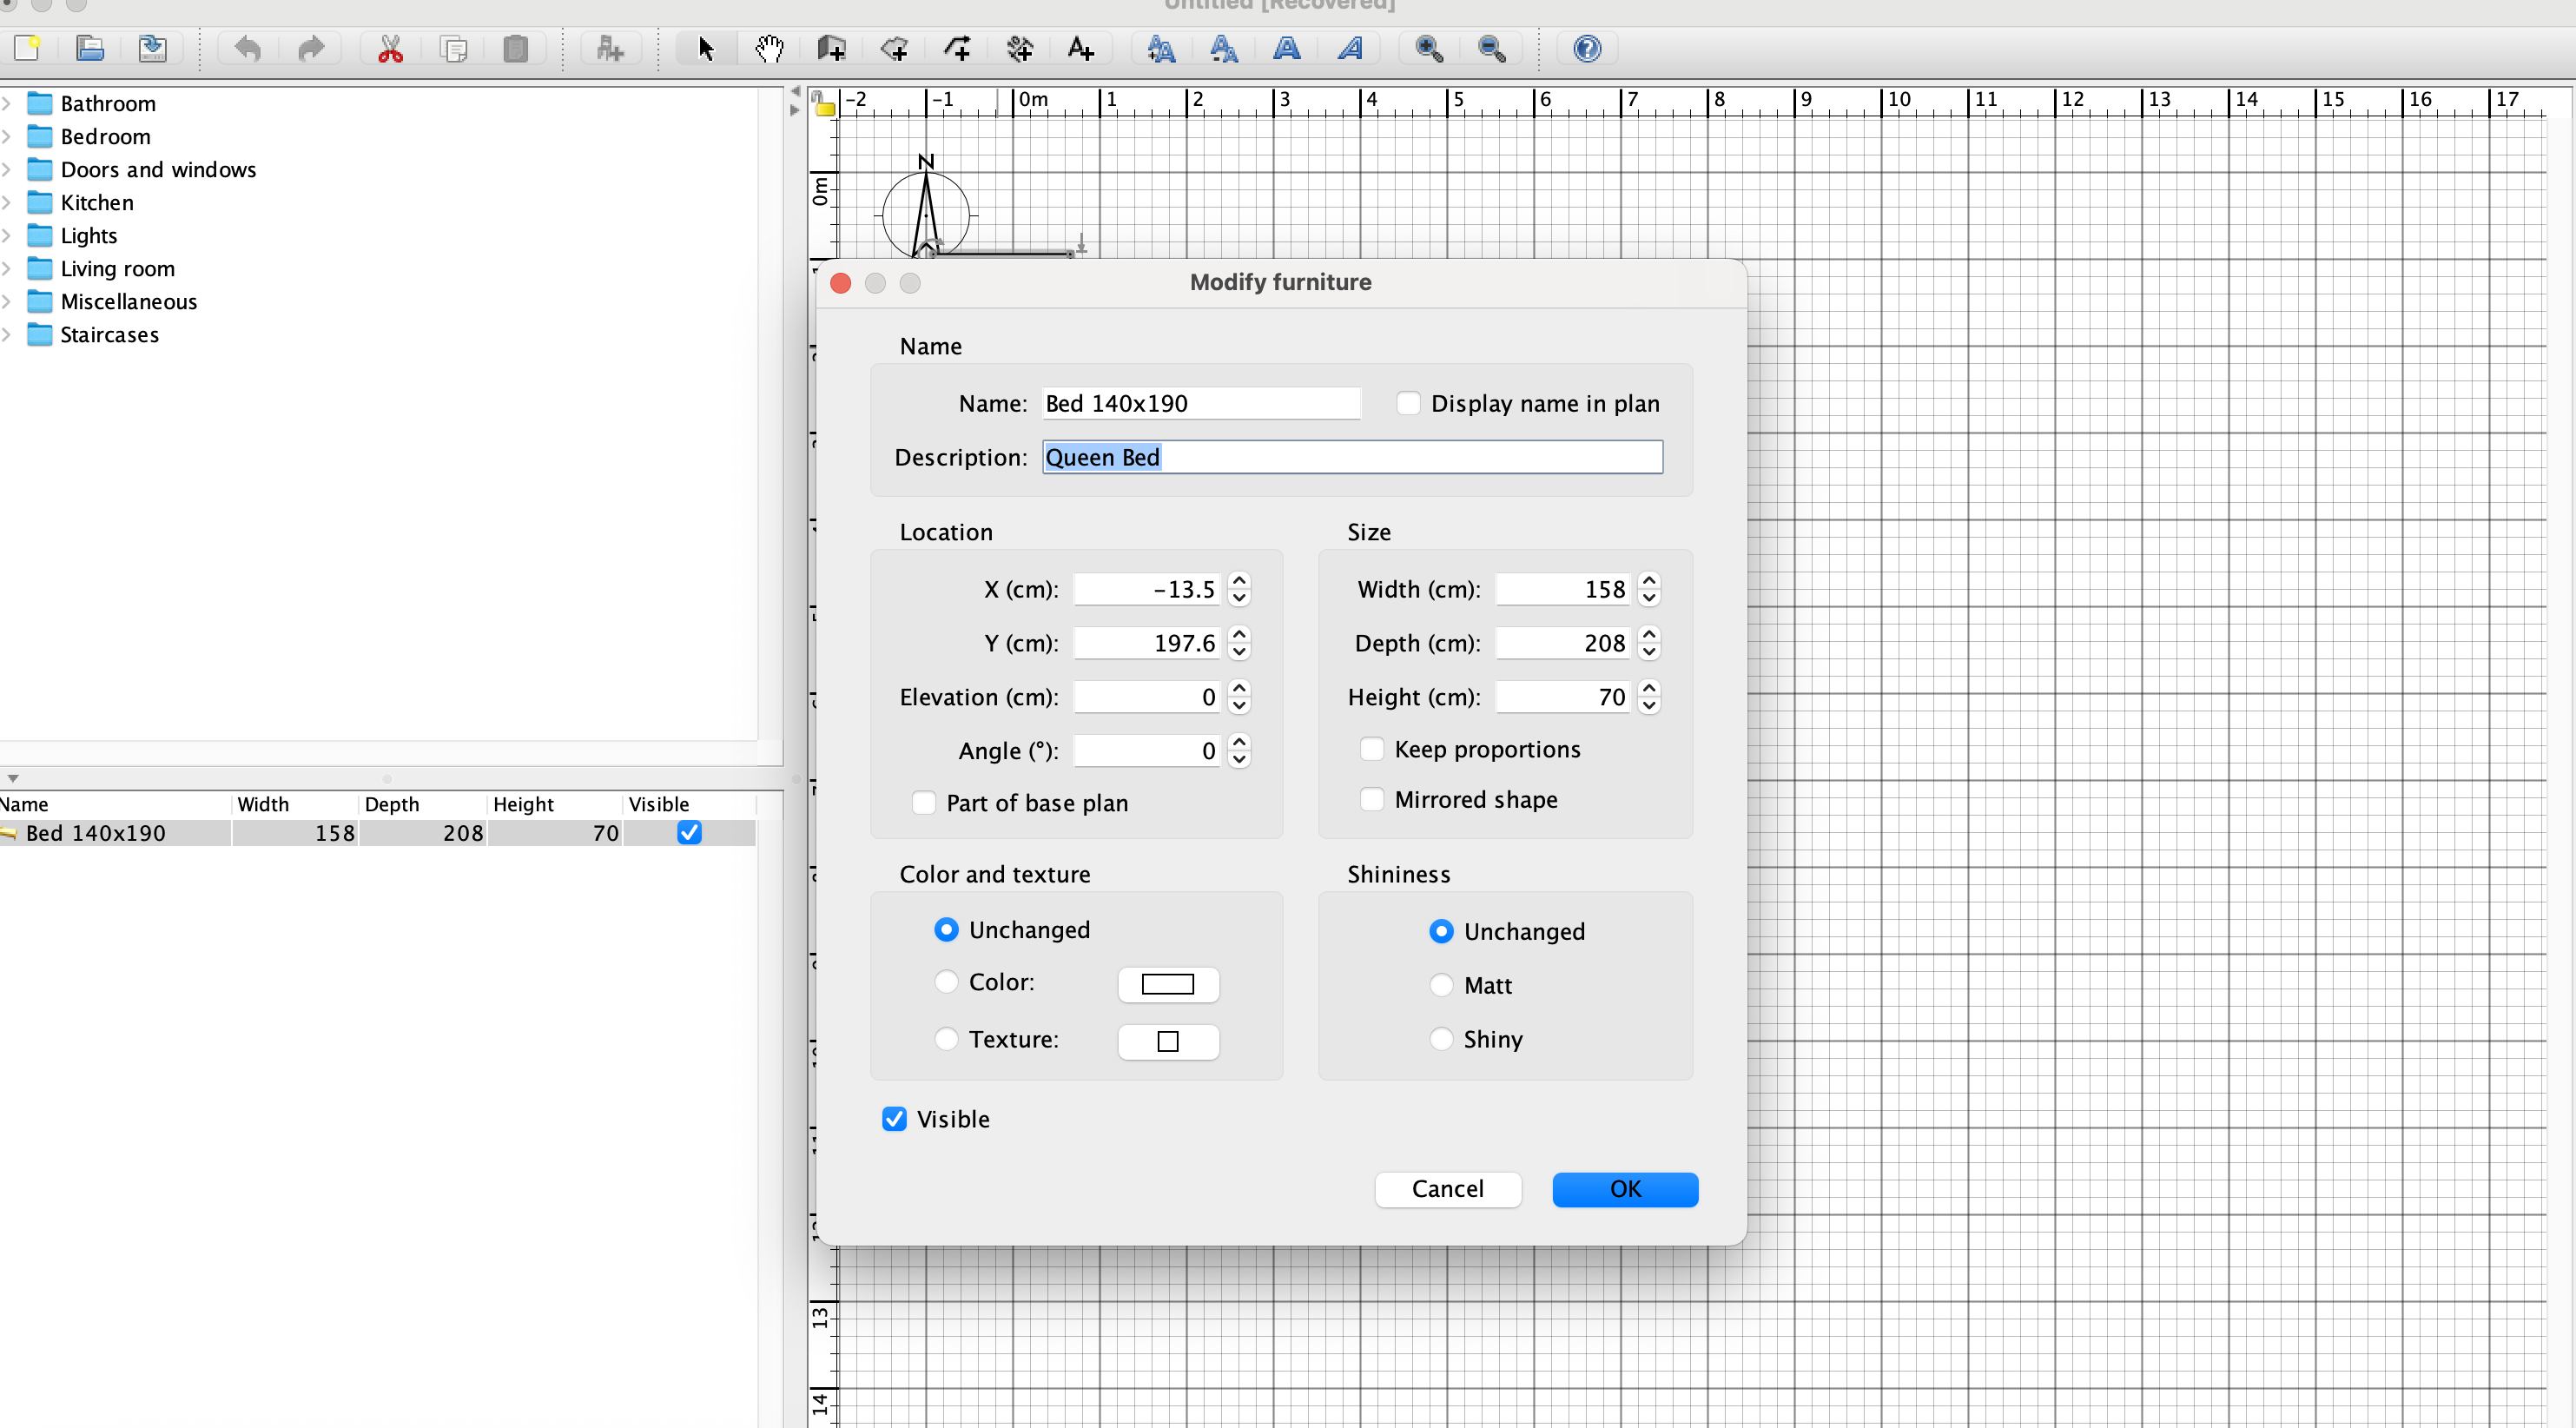 Untitled [Recovered]
Bathroom
Bedroom
Doors and windows
Kitchen
Lights
Living room
Miscellaneous
Staircases
Name Width Depth Height Visible
Bed 140x190 158 208 70
-2 -1 0m 1 2 3 4 5 6 7 8 9 10 11 12 13 14 15 16 17
0m
N
Modify furniture
Name
Name: Bed 140x190 Display name in plan
Description: Queen Bed
Location
X (cm): -13.5
Y (cm): 197.6
Elevation (cm): 0
Angle (°): 0
Part of base plan
Size
Width (cm): 158
Depth (cm): 208
Height (cm): 70
Keep proportions
Mirrored shape
Color and texture
Unchanged
Color:
Texture:
Shininess
Unchanged
Matt
Shiny
Visible
Cancel OK
13
14